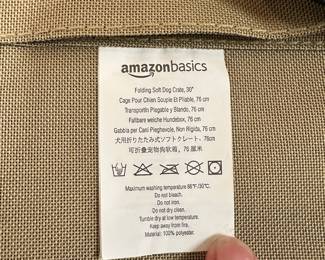 amazonbasics
Folding Soft Dog Crate, 30"
Cage Pour Chien Souple Et Pliable, 76 cm
Transportín Plegable y Blando, 76 cm
Faltbare weiche Hundebox, 76 cm
Gabbia per Cani Pieghevole, Non Rigida, 76 cm
犬用折りたたみ式ソフトクレート、76cm
可折叠宠物狗软笼，76 厘米
Maximum washing temperature 86°F/30°C.
Do not bleach.
Do not iron.
Do not dry clean.
Tumble dry at low temperature.
Keep away from fire.
Material: 100% polyester.